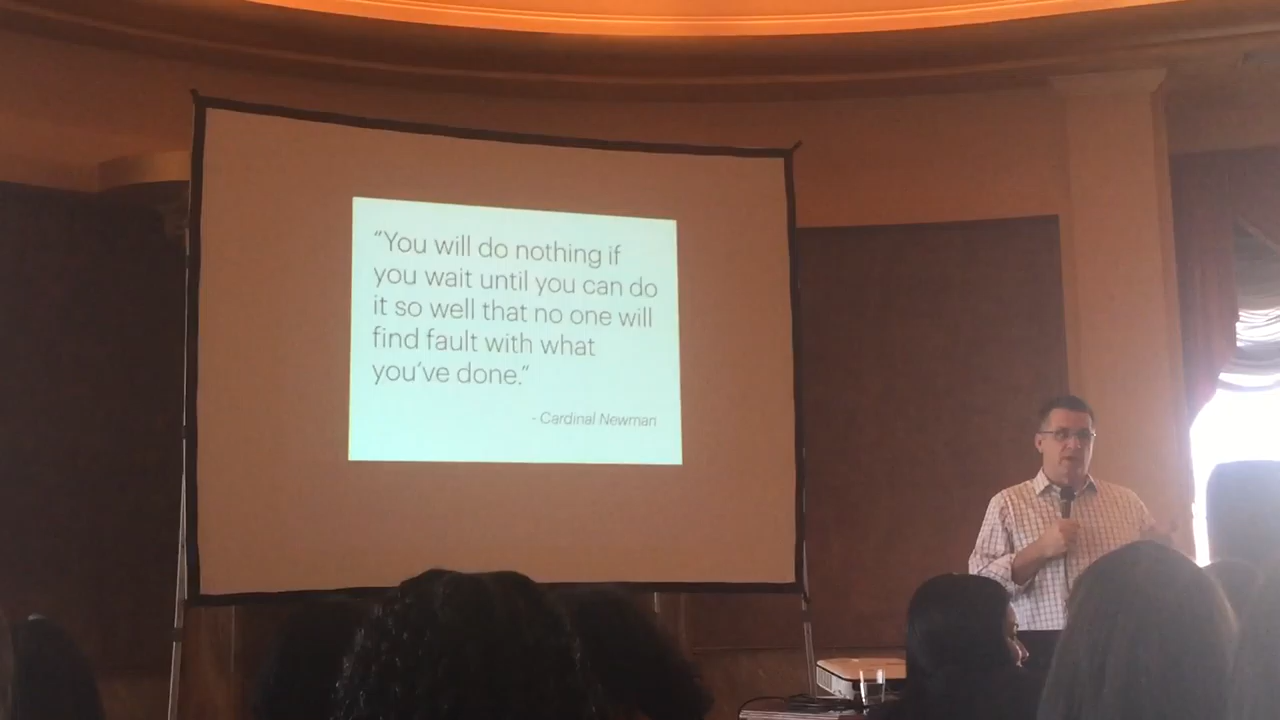 “You will do nothing if
you wait until you can do
it so well that no one will
find fault with what
you’ve done.“
- Cardinal Newman